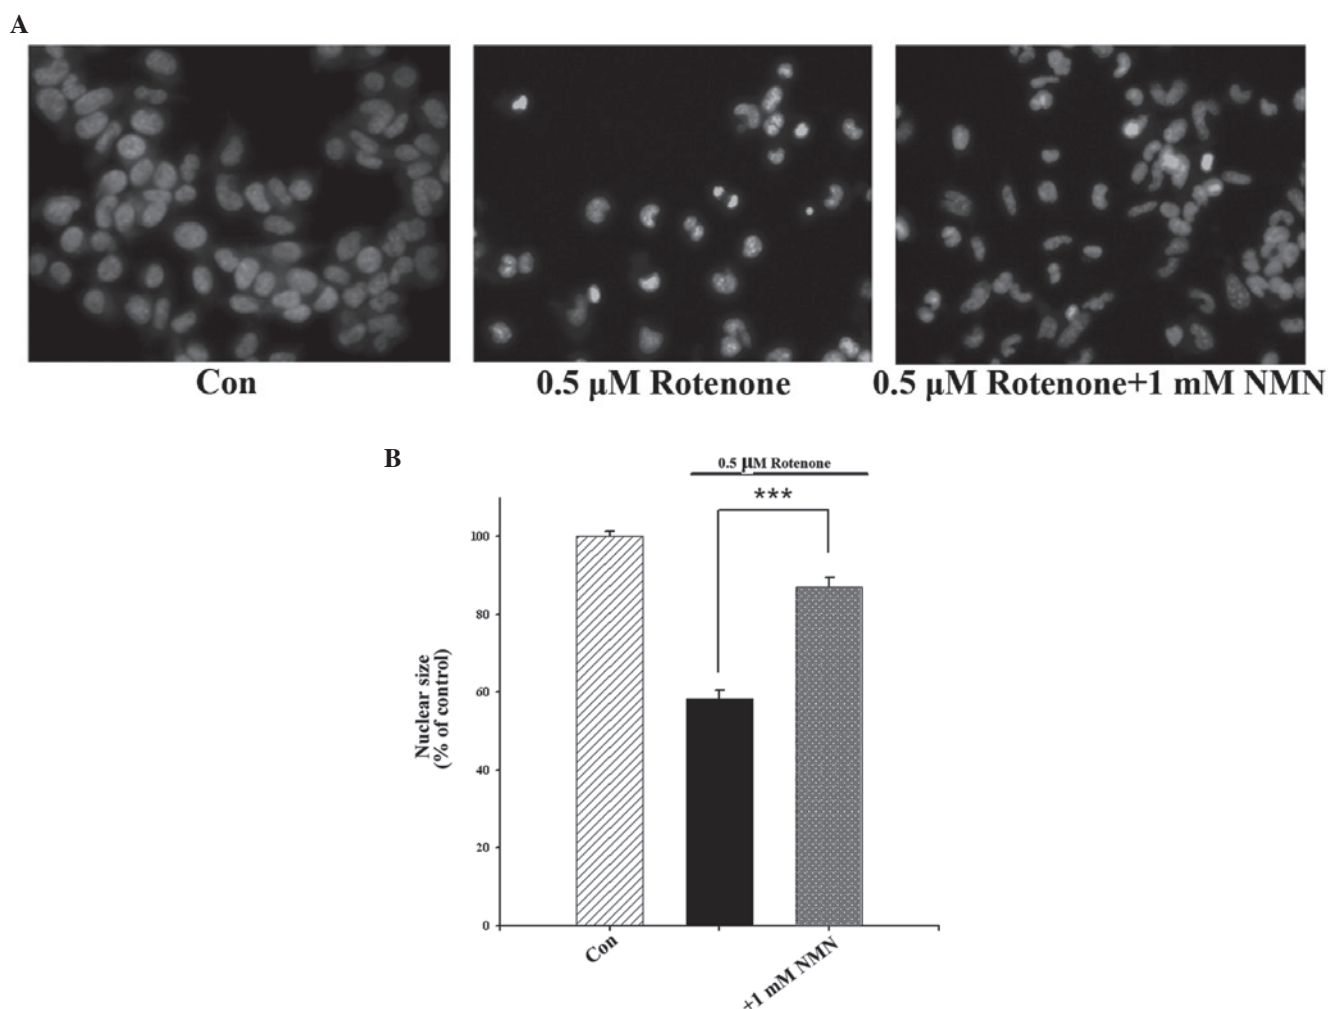 A
Con
0.5 μM Rotenone
0.5 μM Rotenone+1 mM NMN
B
0.5 μM Rotenone
***
100
80
60
40
20
0
Nuclear size
(% of control)
Con
+1 mM NMN